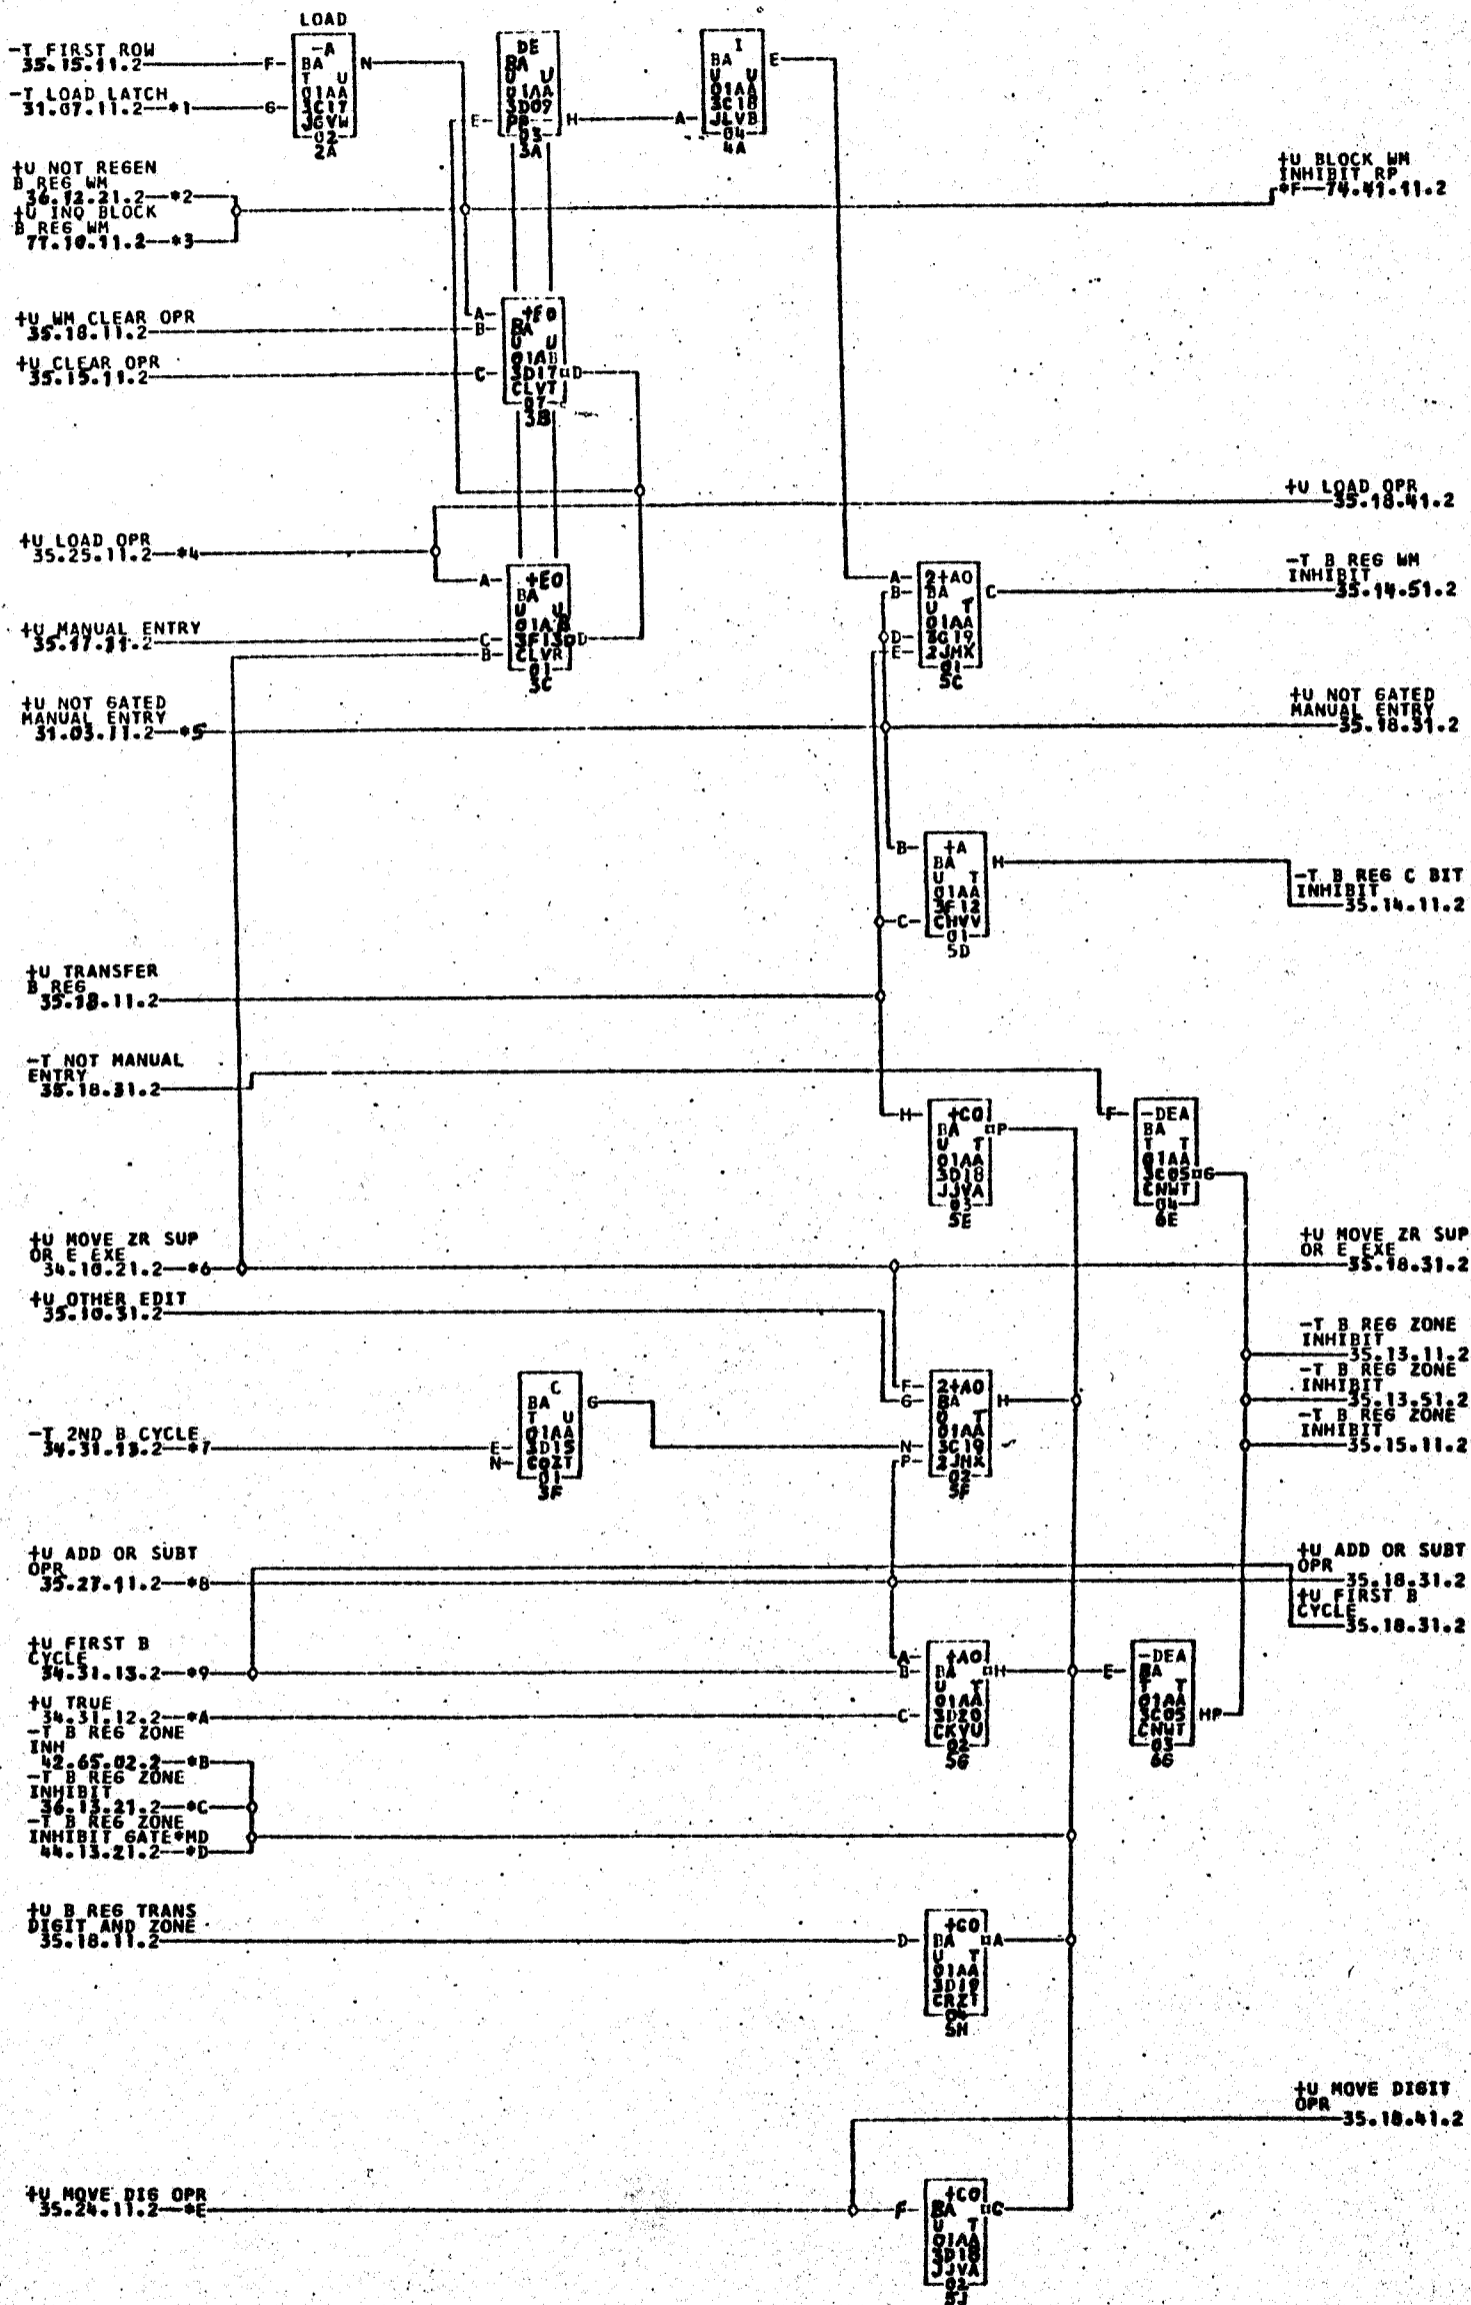 LOAD
-T FIRST ROW
35.15.11.2
F
-A
BA
N
T U
01AA
3C17
JGVW
02
2A
-T LOAD LATCH
31.07.11.2—*1
G
DE
BA
U U
01AA
3D09
E
H
03
3A
I
BA
E
U U
01AA
3C18
A
JLVB
04
4A
+U NOT REGEN
B REG WM
36.12.21.2—*2
+U INQ BLOCK
B REG WM
77.10.11.2—*3
+U BLOCK WM
INHIBIT RP
*F—74.41.11.2
+U WM CLEAR OPR
35.18.11.2
+U CLEAR OPR
35.15.11.2
A
B
C
+EO
BA
U U
01AB
3D17
D
CLVT
07
3B
+U LOAD OPR
35.18.41.2
+U LOAD OPR
35.25.11.2—*4
+U MANUAL ENTRY
35.17.11.2
A
C
B
+EO
BA
U U
3F13
D
CLVR
01
3C
A
B
D
E
2+AO
BA
C
U T
01AA
3C19
2JMX
01
5C
-T B REG WM
INHIBIT
35.14.51.2
+U NOT GATED
MANUAL ENTRY
31.03.11.2—*5
+U NOT GATED
MANUAL ENTRY
35.18.31.2
B
+A
BA
H
U T
01AA
3F12
C
CHVV
01
5D
-T B REG C BIT
INHIBIT
35.14.11.2
+U TRANSFER
B REG
35.18.11.2
-T NOT MANUAL
ENTRY
35.18.31.2
H
+CO
BA
P
U T
01AA
3D18
JJVA
03
5E
F
-DEA
BA
T T
01AA
3C05
G
CNWT
04
6E
+U MOVE ZR SUP
OR E EXE
34.10.21.2—*6
+U MOVE ZR SUP
OR E EXE
35.18.31.2
+U OTHER EDIT
35.10.31.2
-T B REG ZONE
INHIBIT
35.13.11.2
-T B REG ZONE
INHIBIT
35.13.51.2
-T B REG ZONE
INHIBIT
35.15.11.2
-T 2ND B CYCLE
34.31.13.2—*7
E
N
C
BA
G
T U
01AA
3D15
CQZT
01
3F
F
G
N
P
2+AO
BA
H
T
01AA
3C19
2JMX
02
5F
+U ADD OR SUBT
OPR
35.27.11.2—*8
+U ADD OR SUBT
OPR
35.18.31.2
+U FIRST B
CYCLE
35.18.31.2
+U FIRST B
CYCLE
34.31.13.2—*9
+U TRUE
34.31.12.2—*A
A
B
C
+AO
BA
H
U T
01AA
3D20
CKVU
02
5G
E
-DEA
BA
T T
01AA
3C05
HP
CNWT
03
6G
-T B REG ZONE
INH
42.65.02.2—*B
-T B REG ZONE
INHIBIT
36.13.21.2—*C
-T B REG ZONE
INHIBIT GATE*MD
44.13.21.2—*D
+U B REG TRANS
DIGIT AND ZONE
35.18.11.2
D
+CO
BA
A
U T
01AA
3D19
CRZT
04
5H
+U MOVE DIGIT
OPR
35.18.41.2
+U MOVE DIG OPR
35.24.11.2—*E
F
+CO
BA
C
U T
01AA
3D18
JJVA
02
5J